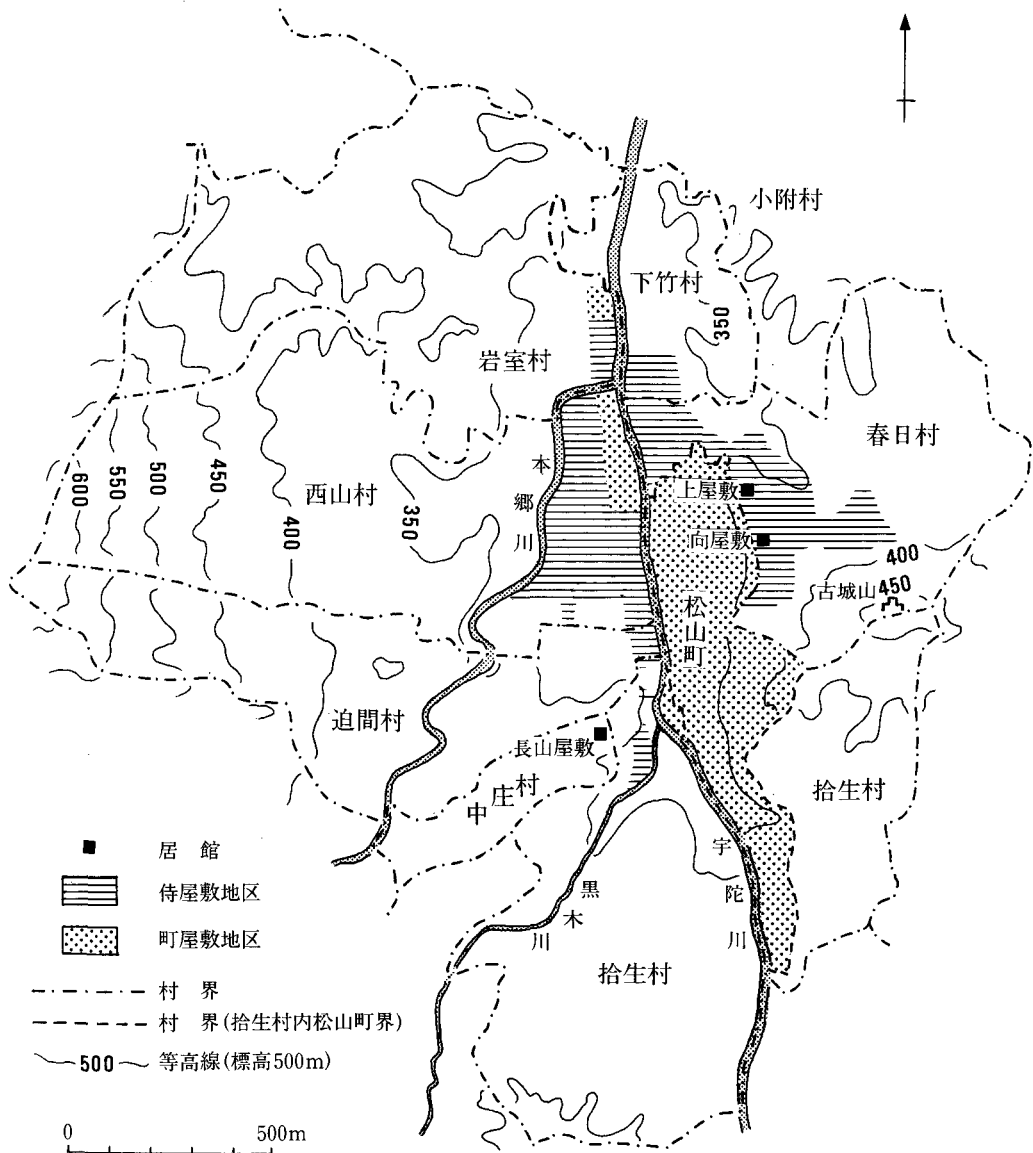 小附村
下竹村
350
岩室村
春日村
本郷川
上屋敷
西山村
600
550
500
450
400
350
向屋敷
400
古城山
450
松山町
迫間村
長山屋敷
中庄村
拾生村
宇陀川
黒木川
拾生村
居館
侍屋敷地区
町屋敷地区
村界
村界(拾生村内松山町界)
500 等高線(標高500m)
0 500m